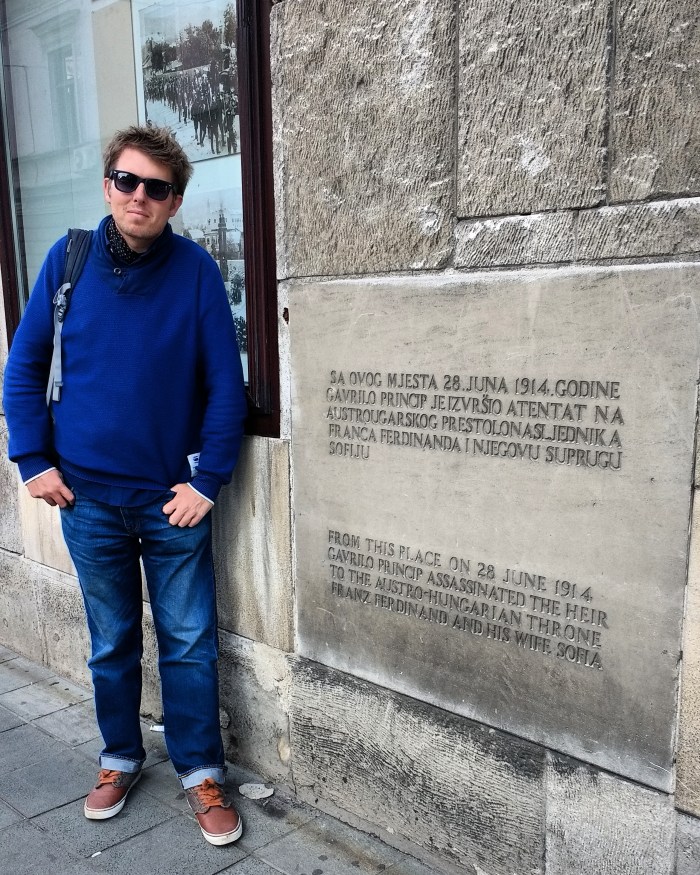 SA OVOG MJESTA 28.JUNA 1914.GODINE
GAVRILO PRINCIP JE IZVRŠIO ATENTAT NA
AUSTROUGARSKOG PRESTOLONASLJEDNIKA
FRANCA FERDINANDA I NJEGOVU SUPRUGU
SOFIJU
FROM THIS PLACE ON 28 JUNE 1914
GAVRILO PRINCIP ASSASSINATED THE HEIR
TO THE AUSTRO-HUNGARIAN THRONE
FRANZ FERDINAND AND HIS WIFE SOFIA